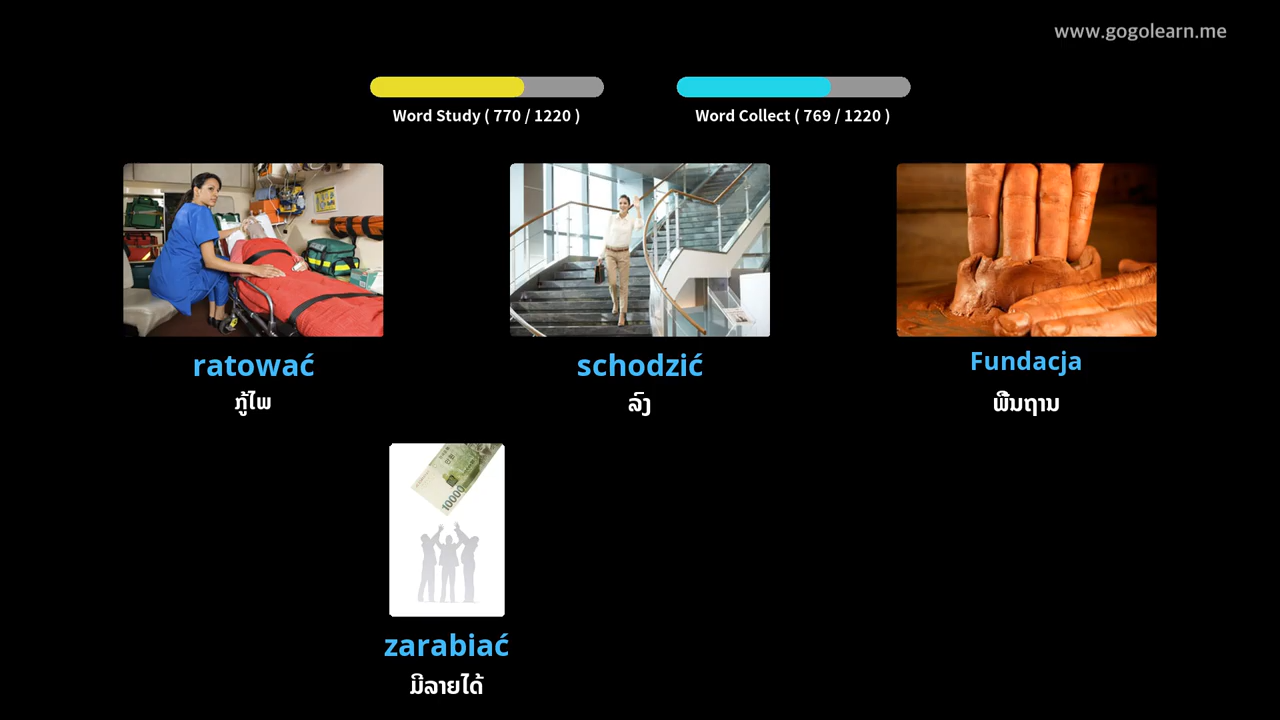 www.gogolearn.me
Word Study ( 770 / 1220 )
Word Collect ( 769 / 1220 )
ratować
ກູ້ໄພ
schodzić
ລົງ
Fundacja
ພື້ນຖານ
10000
zarabiać
ມີລາຍໄດ້